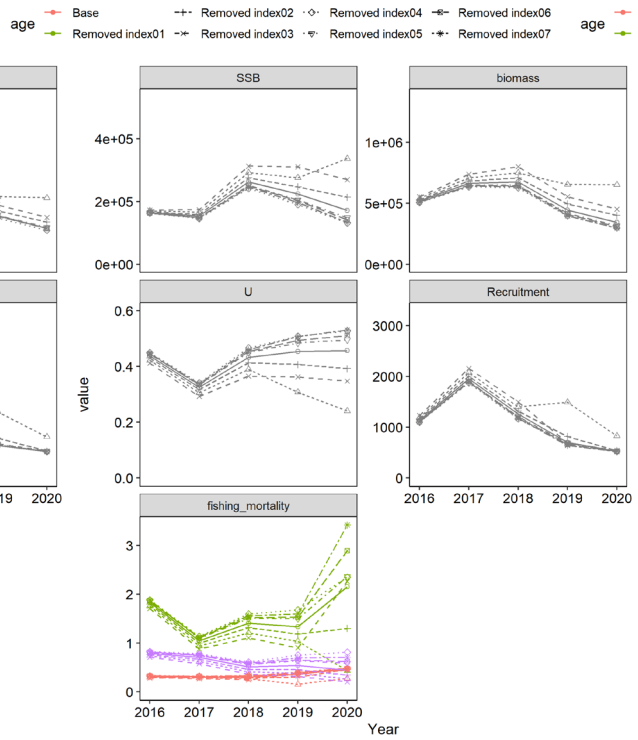 age
Base
Removed index01
Removed index02
Removed index03
Removed index04
Removed index05
Removed index06
Removed index07
age
SSB
biomass
4e+05
2e+05
0e+00
1e+06
5e+05
0e+00
U
Recruitment
value
0.6
0.4
0.2
0.0
3000
2000
1000
0
19 2020
2016 2017 2018 2019 2020
fishing_mortality
3
2
1
0
2016 2017 2018 2019 2020
Year